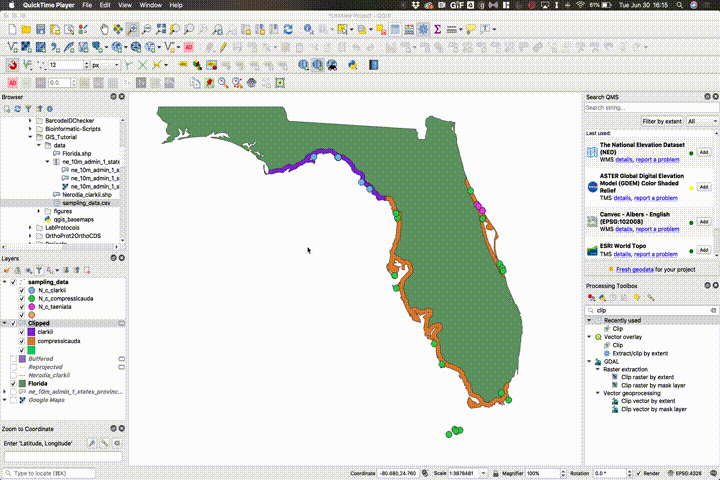 QuickTime Player File Edit View Window Help
61% Tue Jun 30 16:15
*Untitled Project — QGIS
12 px
0.0
Browser
BarcodeIDChecker
Bioinformatic-Scripts
GIS_Tutorial
data
Florida.shp
ne_10m_admin_1_states
ne_10m_admin_1_s
ne_10m_admin_1_s
ne_10m_admin_1_s
Nerodia_clarkii.shp
sampling_data.csv
figures
qgis_basemaps
LabProtocols
OrthoProt2OrthoCDS
Layers
sampling_data
N_c_clarkii
N_c_compressicauda
N_c_taeniata
Clipped
clarkii
compressicauda
Buffered
Reprojected
Nerodia_clarkii
Florida
ne_10m_admin_1_states_provinc...
Google Maps
Zoom to Coordinate
Enter 'Latitude, Longitude'
Search QMS
Search string...
Filter by extent All
Last used:
The National Elevation Dataset (NED)
WMS details, report a problem
Add
ASTER Global Digital Elevation Model (GDEM) Color Shaded Relief
TMS details, report a problem
Add
Canvec - Albers - English (EPSG:102008)
WMS details, report a problem
Add
ESRI World Topo
TMS details, report a problem
Add
Fresh geodata for your project
Processing Toolbox
clip
Recently used
Clip
Vector overlay
Clip
Extract/clip by extent
GDAL
Raster extraction
Clip raster by extent
Clip raster by mask layer
Vector geoprocessing
Clip vector by extent
Clip vector by mask layer
Type to locate (⌘K)
Coordinate -80.680,24.760 Scale 1:3878481 Magnifier 100% Rotation 0.0 ° Render EPSG:4326